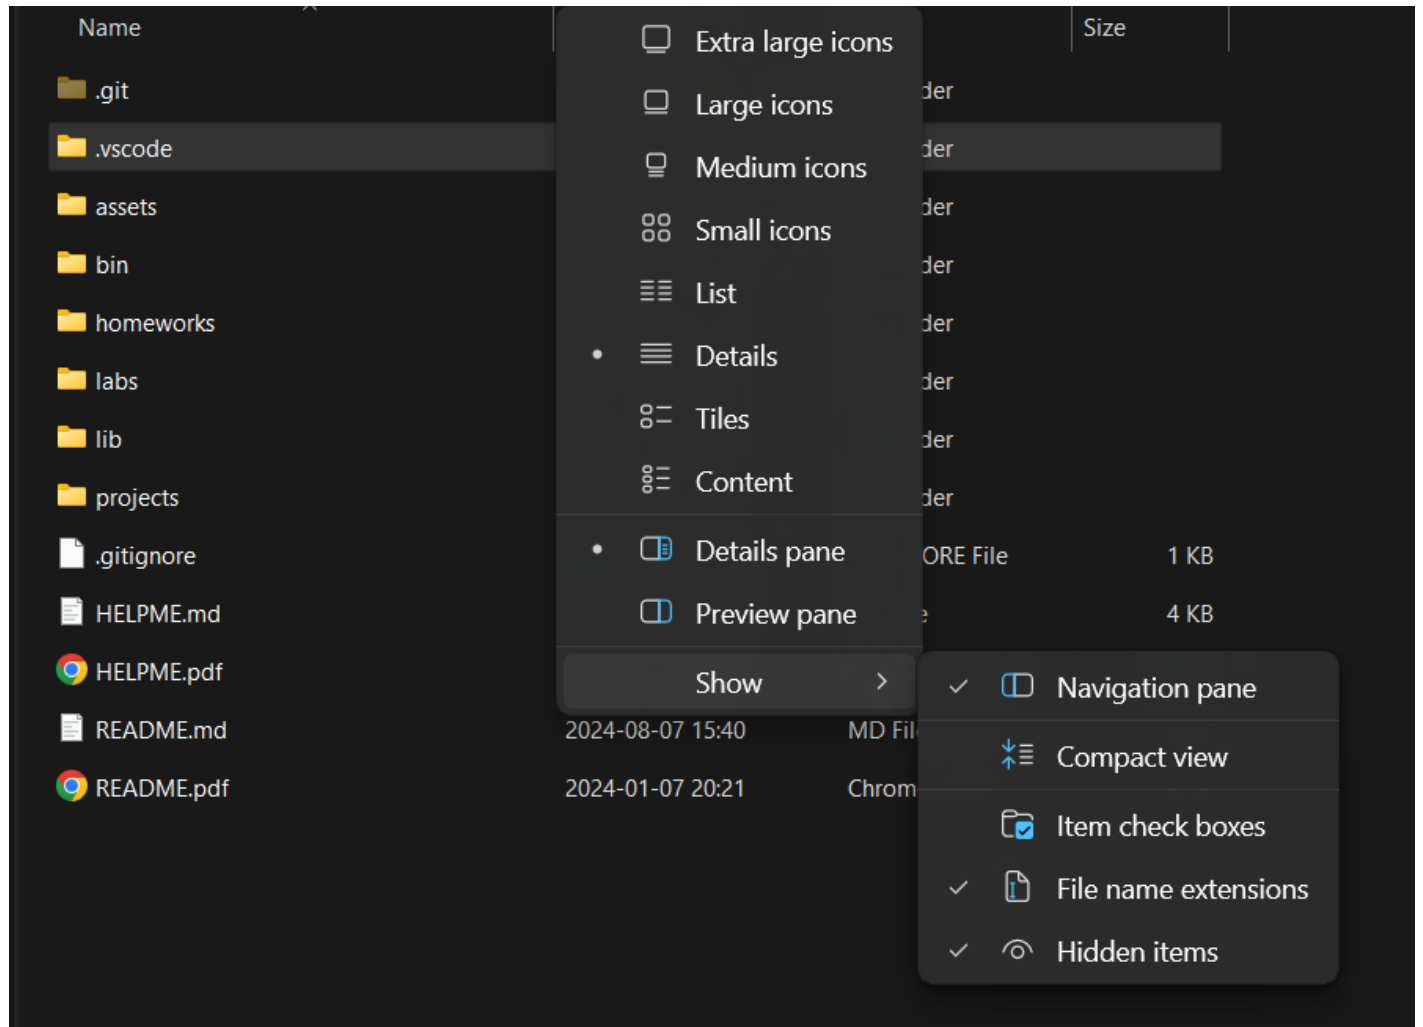 Name
Size
.git
der
.vscode
der
assets
der
bin
der
homeworks
der
labs
der
lib
der
projects
der
.gitignore
ORE File
1 KB
HELPME.md
4 KB
HELPME.pdf
README.md
2024-08-07 15:40
MD Fil
README.pdf
2024-01-07 20:21
Chrom
Extra large icons
Large icons
Medium icons
Small icons
List
Details
Tiles
Content
Details pane
Preview pane
Show
Navigation pane
Compact view
Item check boxes
File name extensions
Hidden items